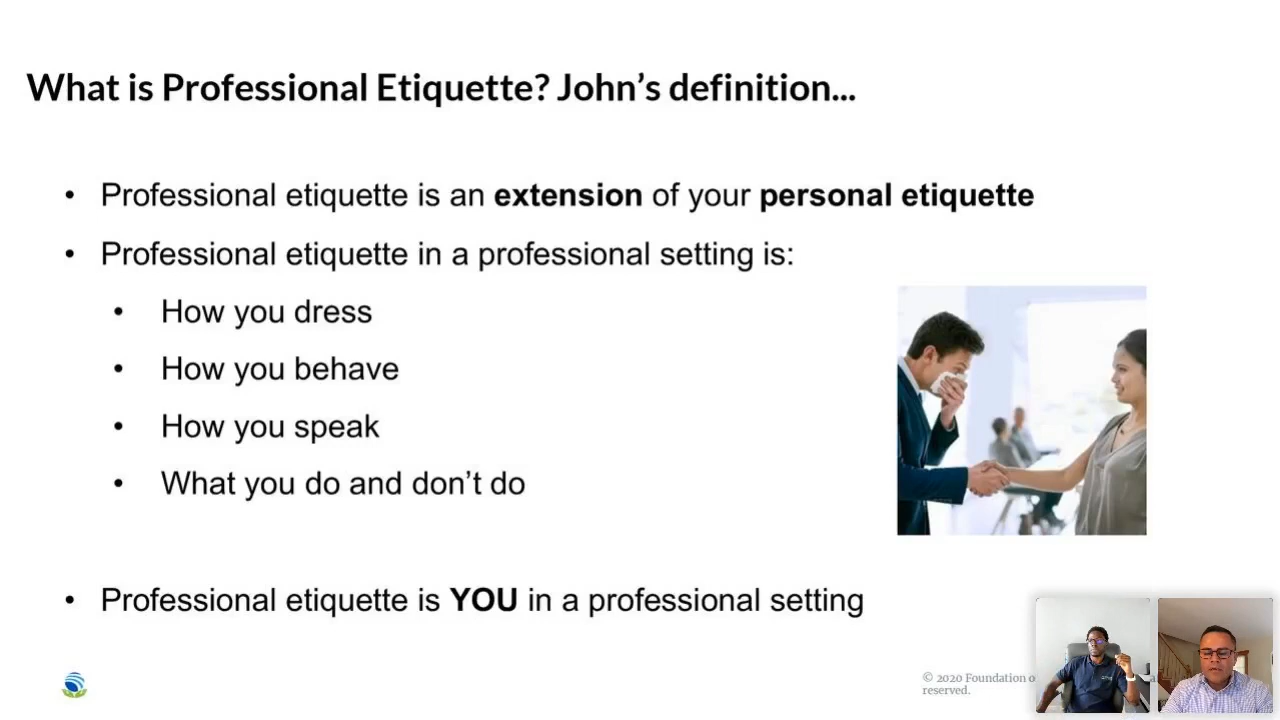 What is Professional Etiquette? John's definition...
• Professional etiquette is an extension of your personal etiquette
• Professional etiquette in a professional setting is:
• How you dress
• How you behave
• How you speak
• What you do and don't do
• Professional etiquette is YOU in a professional setting
© 2020 Foundation
reserved.